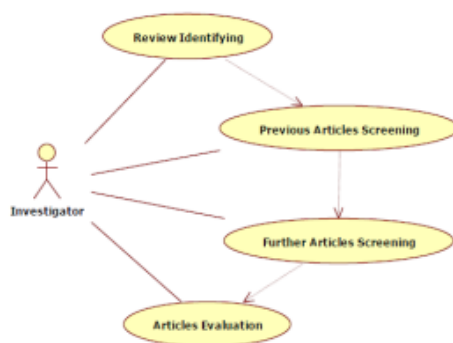 Review Identifying
Previous Articles Screening
Investigator
Further Articles Screening
Articles Evaluation